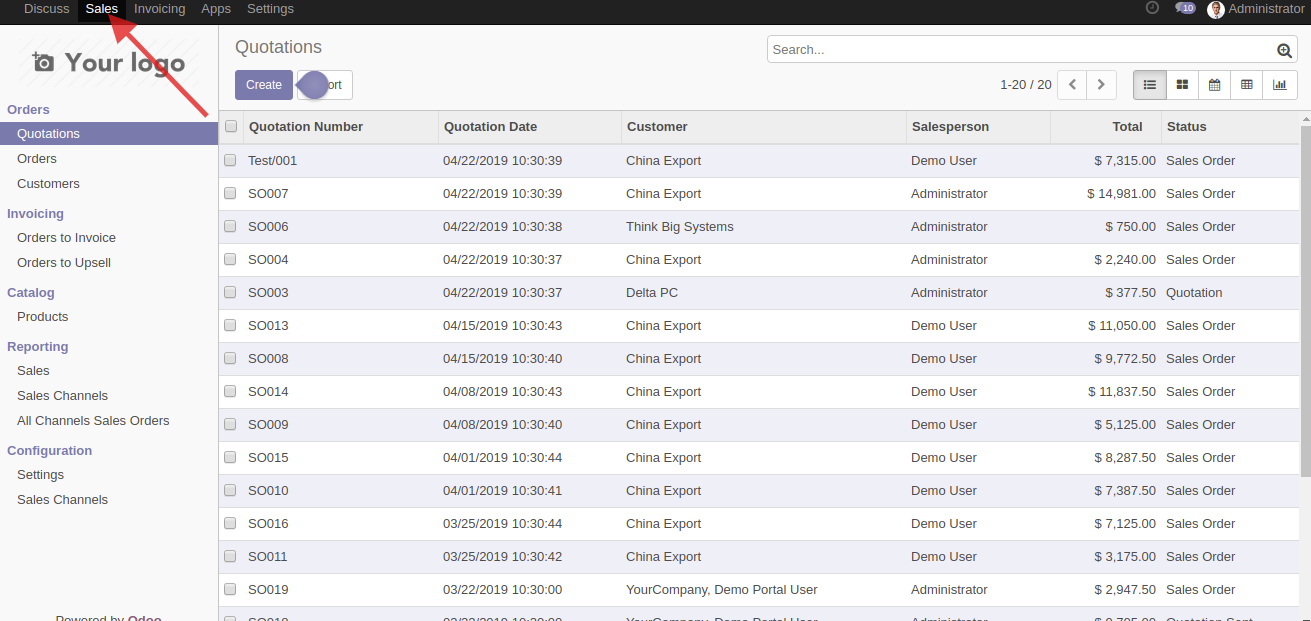 Discuss Sales Invoicing Apps Settings 10 Administrator
Your logo
Quotations
Search...
Create
1-20 / 20
Orders
Quotations
Orders
Customers
Invoicing
Orders to Invoice
Orders to Upsell
Catalog
Products
Reporting
Sales
Sales Channels
All Channels Sales Orders
Configuration
Settings
Sales Channels
Powered by Odoo
Quotation Number Quotation Date Customer Salesperson Total Status
Test/001 04/22/2019 10:30:39 China Export Demo User $ 7,315.00 Sales Order
SO007 04/22/2019 10:30:39 China Export Administrator $ 14,981.00 Sales Order
SO006 04/22/2019 10:30:38 Think Big Systems Administrator $ 750.00 Sales Order
SO004 04/22/2019 10:30:37 China Export Administrator $ 2,240.00 Sales Order
SO003 04/22/2019 10:30:37 Delta PC Administrator $ 377.50 Quotation
SO013 04/15/2019 10:30:43 China Export Demo User $ 11,050.00 Sales Order
SO008 04/15/2019 10:30:40 China Export Demo User $ 9,772.50 Sales Order
SO014 04/08/2019 10:30:43 China Export Demo User $ 11,837.50 Sales Order
SO009 04/08/2019 10:30:40 China Export Demo User $ 5,125.00 Sales Order
SO015 04/01/2019 10:30:44 China Export Demo User $ 8,287.50 Sales Order
SO010 04/01/2019 10:30:41 China Export Demo User $ 7,387.50 Sales Order
SO016 03/25/2019 10:30:44 China Export Demo User $ 7,125.00 Sales Order
SO011 03/25/2019 10:30:42 China Export Demo User $ 3,175.00 Sales Order
SO019 03/22/2019 10:30:00 YourCompany, Demo Portal User Administrator $ 2,947.50 Sales Order
YourCompany, Demo Portal User Administrator Quotation Sent